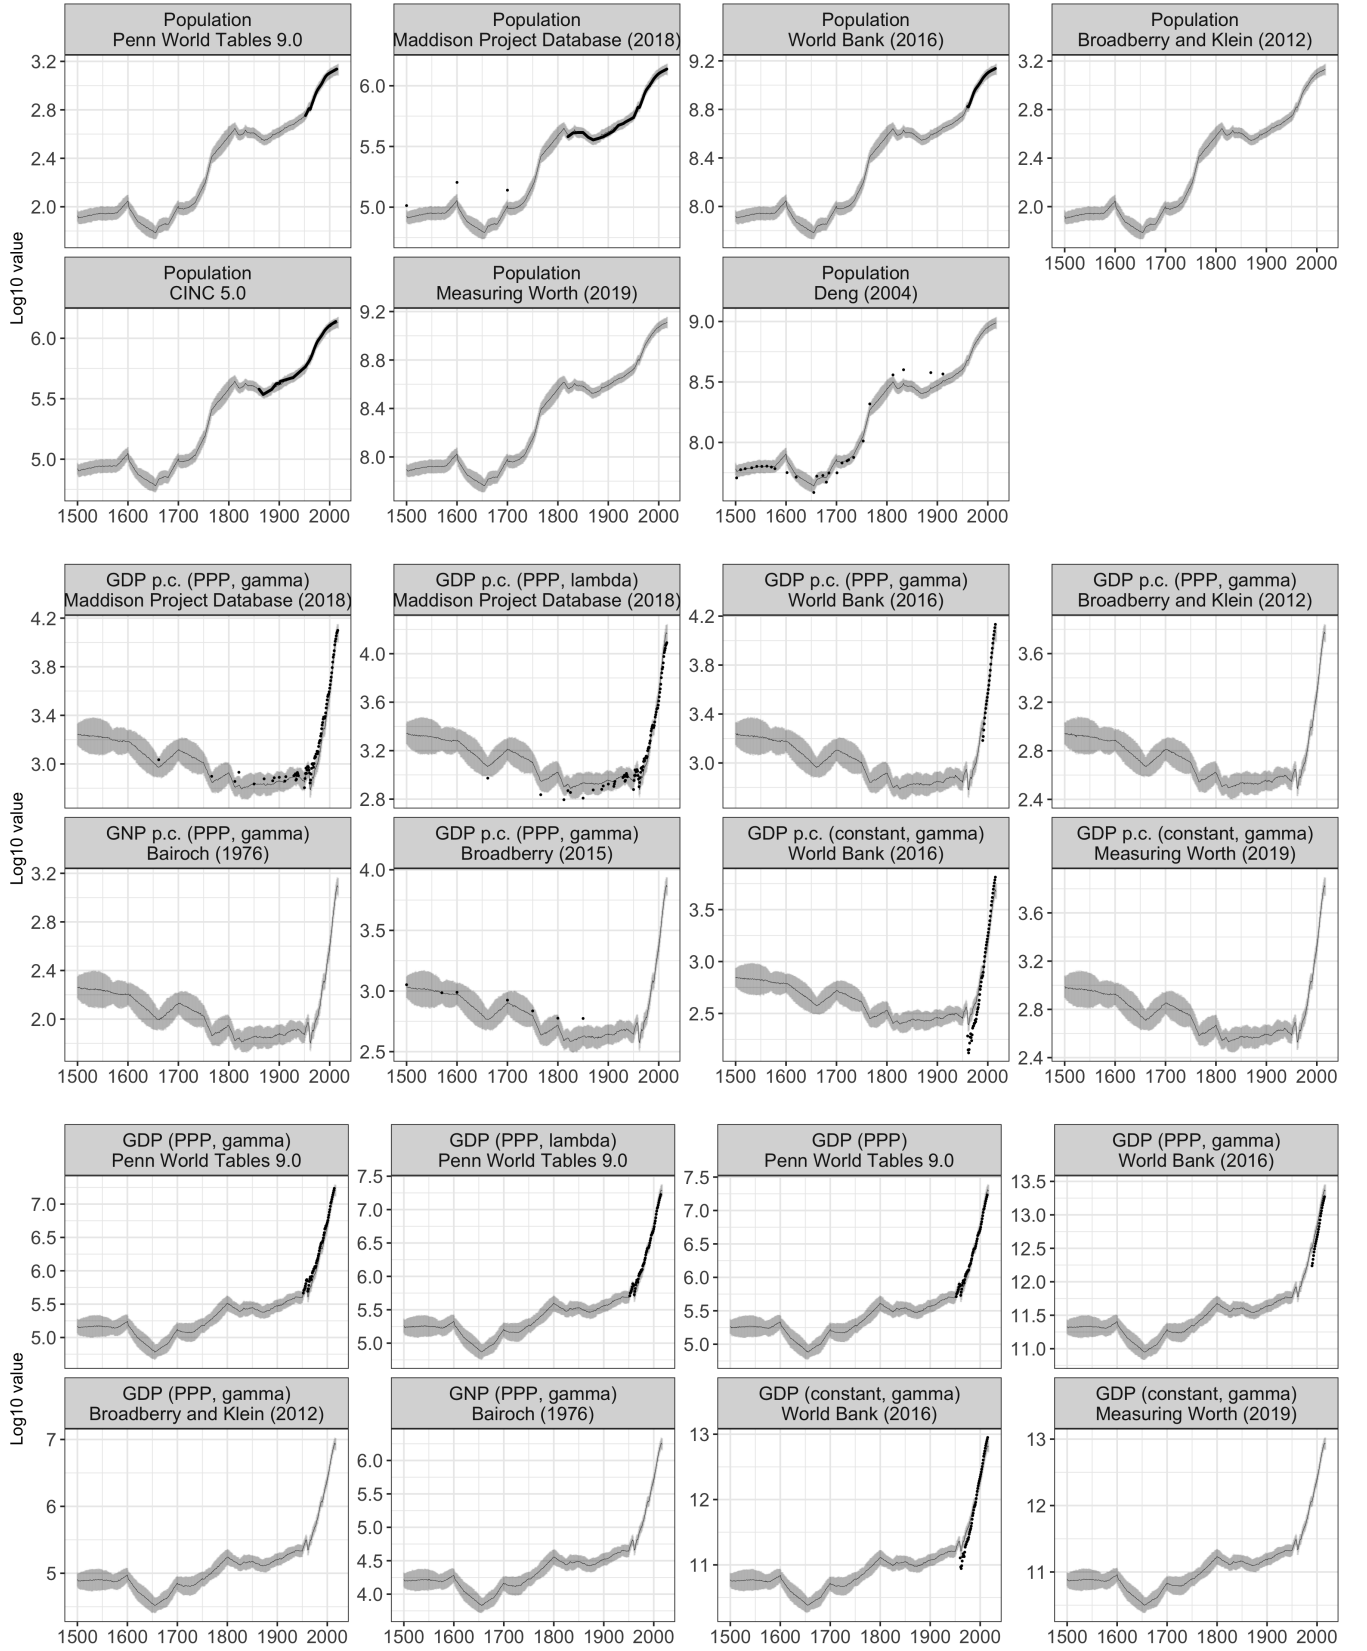 Population
Penn World Tables 9.0
Population
Maddison Project Database (2018)
Population
World Bank (2016)
Population
Broadberry and Klein (2012)
3.2
2.8
2.4
2.0
6.0
5.5
5.0
9.2
8.8
8.4
8.0
3.2
2.8
2.4
2.0
1500 1600 1700 1800 1900 2000
Log10 value
Population
CINC 5.0
Population
Measuring Worth (2019)
Population
Deng (2004)
6.0
5.5
5.0
9.2
8.8
8.4
8.0
9.0
8.5
8.0
1500 1600 1700 1800 1900 2000
1500 1600 1700 1800 1900 2000
1500 1600 1700 1800 1900 2000
GDP p.c. (PPP, gamma)
Maddison Project Database (2018)
GDP p.c. (PPP, lambda)
Maddison Project Database (2018)
GDP p.c. (PPP, gamma)
World Bank (2016)
GDP p.c. (PPP, gamma)
Broadberry and Klein (2012)
4.2
3.8
3.4
3.0
4.0
3.6
3.2
2.8
4.2
3.8
3.4
3.0
3.6
3.2
2.8
2.4
Log10 value
GNP p.c. (PPP, gamma)
Bairoch (1976)
GDP p.c. (PPP, gamma)
Broadberry (2015)
GDP p.c. (constant, gamma)
World Bank (2016)
GDP p.c. (constant, gamma)
Measuring Worth (2019)
3.2
2.8
2.4
2.0
4.0
3.5
3.0
2.5
3.5
3.0
2.5
3.6
3.2
2.8
2.4
1500 1600 1700 1800 1900 2000
1500 1600 1700 1800 1900 2000
1500 1600 1700 1800 1900 2000
1500 1600 1700 1800 1900 2000
GDP (PPP, gamma)
Penn World Tables 9.0
GDP (PPP, lambda)
Penn World Tables 9.0
GDP (PPP)
Penn World Tables 9.0
GDP (PPP, gamma)
World Bank (2016)
7.0
6.5
6.0
5.5
5.0
7.5
7.0
6.5
6.0
5.5
5.0
7.5
7.0
6.5
6.0
5.5
5.0
13.5
13.0
12.5
12.0
11.5
11.0
Log10 value
GDP (PPP, gamma)
Broadberry and Klein (2012)
GNP (PPP, gamma)
Bairoch (1976)
GDP (constant, gamma)
World Bank (2016)
GDP (constant, gamma)
Measuring Worth (2019)
7
6
5
6.0
5.5
5.0
4.5
4.0
13
12
11
13
12
11
1500 1600 1700 1800 1900 2000
1500 1600 1700 1800 1900 2000
1500 1600 1700 1800 1900 2000
1500 1600 1700 1800 1900 2000